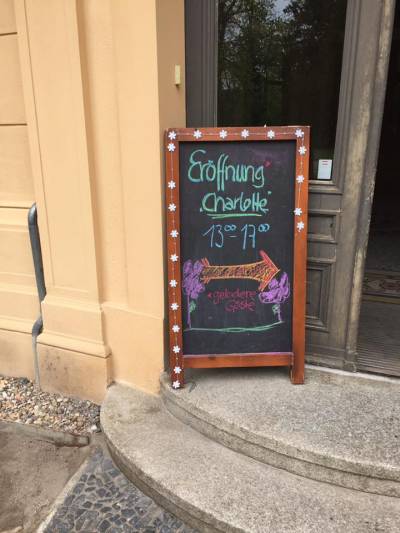 Eröffnung
"Charlotte"
13⁰⁰-17⁰⁰
*geladene
Gäste